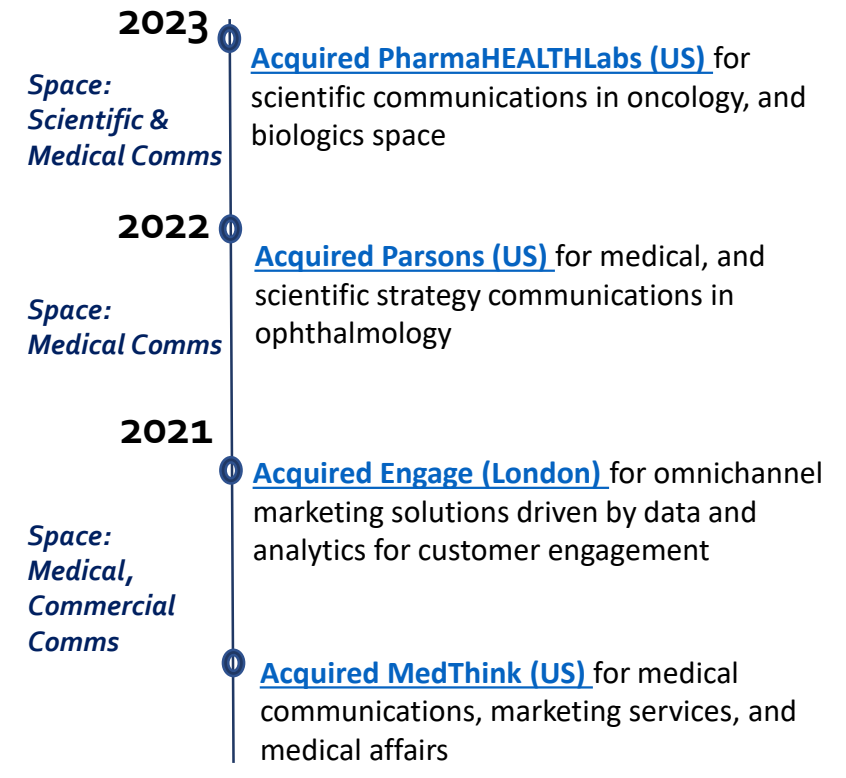 2023
Acquired PharmaHEALTHLabs (US) for
scientific communications in oncology, and
biologics space
Space:
Scientific &
Medical Comms
2022
Acquired Parsons (US) for medical, and
scientific strategy communications in
ophthalmology
Space:
Medical Comms
2021
Acquired Engage (London) for omnichannel
marketing solutions driven by data and
analytics for customer engagement
Space:
Medical,
Commercial
Comms
Acquired MedThink (US) for medical
communications, marketing services, and
medical affairs